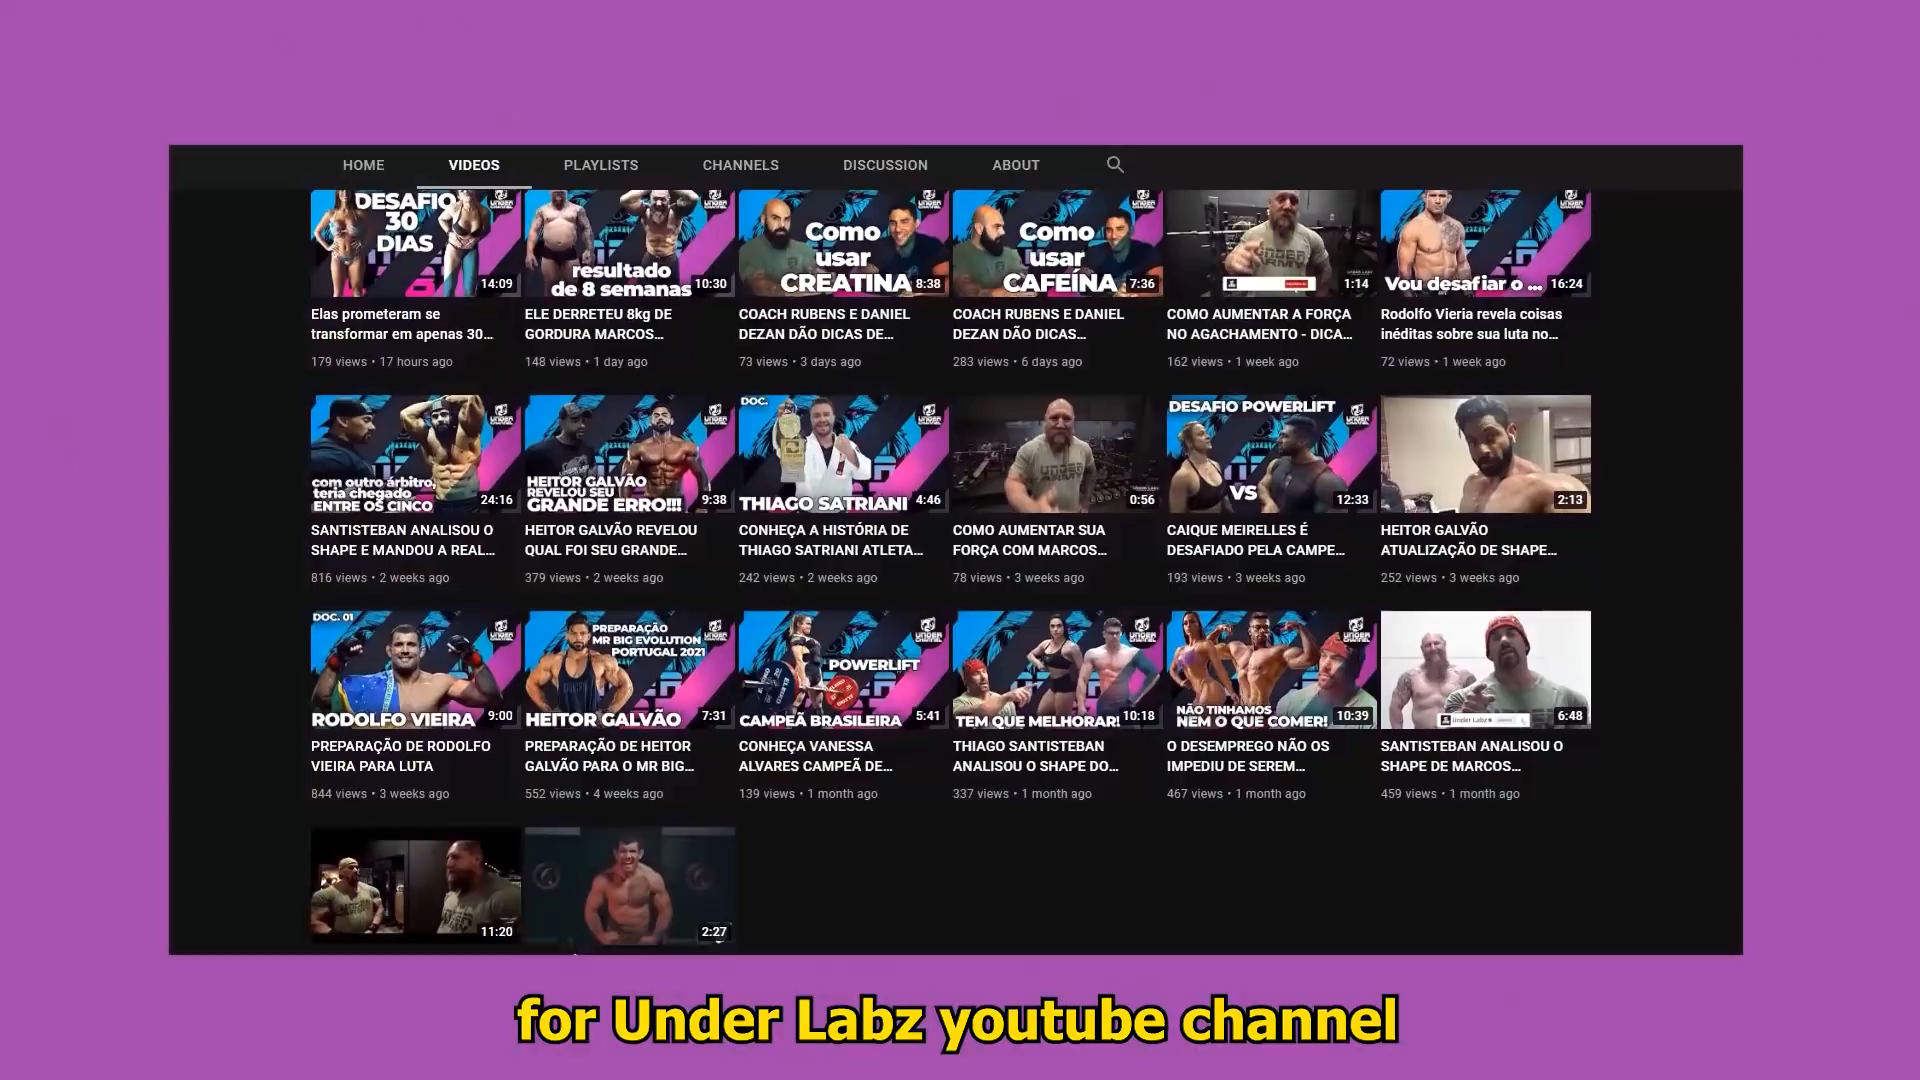 HOME VIDEOS PLAYLISTS CHANNELS DISCUSSION ABOUT
DESAFIO
30
DIAS
14:09
resultado
de 8 semanas
10:30
Como
usar
CREATINA
8:38
Como
usar
CAFEÍNA
7:36
1:14
Vou desafiar o ...
16:24
Elas prometeram se
transformar em apenas 30...
179 views • 17 hours ago
ELE DERRETEU 8kg DE
GORDURA MARCOS...
148 views • 1 day ago
COACH RUBENS E DANIEL
DEZAN DÃO DICAS DE...
73 views • 3 days ago
COACH RUBENS E DANIEL
DEZAN DÃO DICAS...
283 views • 6 days ago
COMO AUMENTAR A FORÇA
NO AGACHAMENTO - DICA...
162 views • 1 week ago
Rodolfo Vieria revela coisas
inéditas sobre sua luta no...
72 views • 1 week ago
com outro árbitro,
teria chegado
ENTRE OS CINCO
24:16
HEITOR GALVÃO
REVELOU SEU
GRANDE ERRO!!!
9:38
DOC.
THIAGO SATRIANI
4:46
0:56
DESAFIO POWERLIFT
VS
12:33
2:13
SANTISTEBAN ANALISOU O
SHAPE E MANDOU A REAL...
816 views • 2 weeks ago
HEITOR GALVÃO REVELOU
QUAL FOI SEU GRANDE...
379 views • 2 weeks ago
CONHEÇA A HISTÓRIA DE
THIAGO SATRIANI ATLETA...
242 views • 2 weeks ago
COMO AUMENTAR SUA
FORÇA COM MARCOS...
78 views • 3 weeks ago
CAIQUE MEIRELLES É
DESAFIADO PELA CAMPE...
193 views • 3 weeks ago
HEITOR GALVÃO
ATUALIZAÇÃO DE SHAPE...
252 views • 3 weeks ago
DOC. 01
RODOLFO VIEIRA
9:00
PREPARAÇÃO
MR BIG EVOLUTION
PORTUGAL 2021
HEITOR GALVÃO
7:31
POWERLIFT
CAMPEÃ BRASILEIRA
5:41
TEM QUE MELHORAR!
10:18
NÃO TINHAMOS
NEM O QUE COMER!
10:39
Under Labz
6:48
PREPARAÇÃO DE RODOLFO
VIEIRA PARA LUTA
844 views • 3 weeks ago
PREPARAÇÃO DE HEITOR
GALVÃO PARA O MR BIG...
552 views • 4 weeks ago
CONHEÇA VANESSA
ALVARES CAMPEÃ DE...
139 views • 1 month ago
THIAGO SANTISTEBAN
ANALISOU O SHAPE DO...
337 views • 1 month ago
O DESEMPREGO NÃO OS
IMPEDIU DE SEREM...
467 views • 1 month ago
SANTISTEBAN ANALISOU O
SHAPE DE MARCOS...
459 views • 1 month ago
11:20
2:27
for Under Labz youtube channel